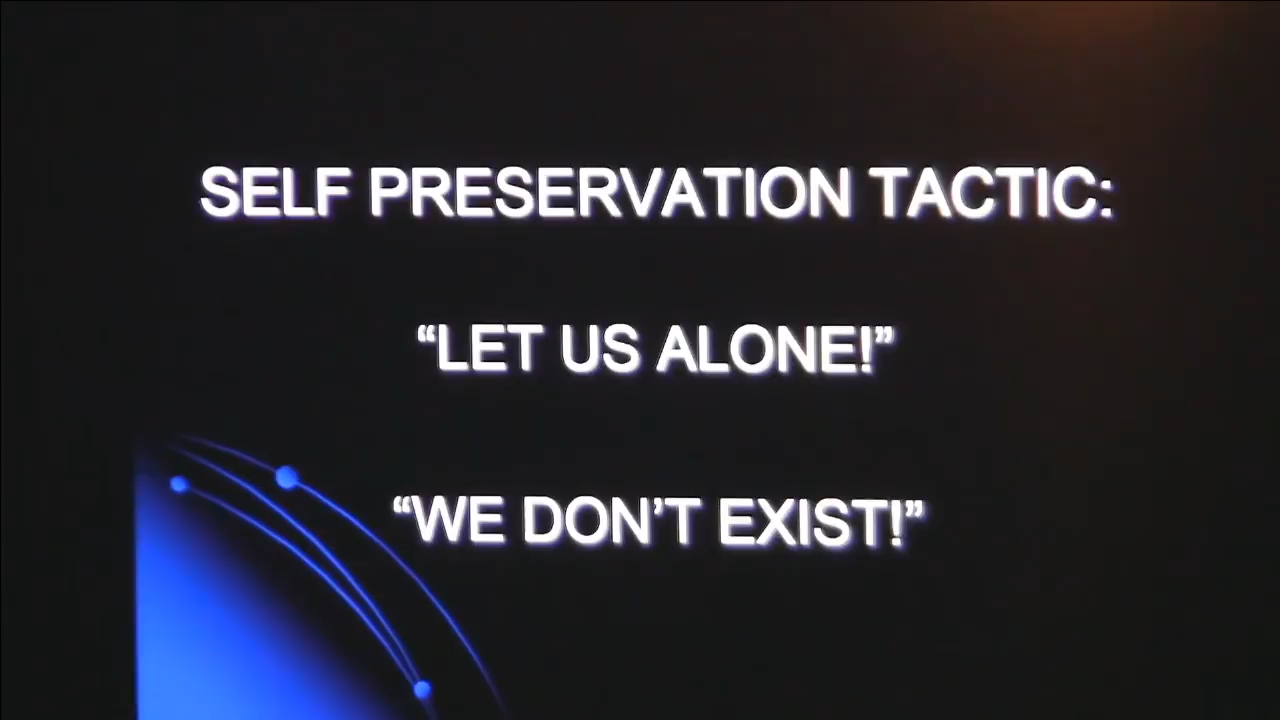 SELF PRESERVATION TACTIC:
“LET US ALONE!”
“WE DON’T EXIST!”